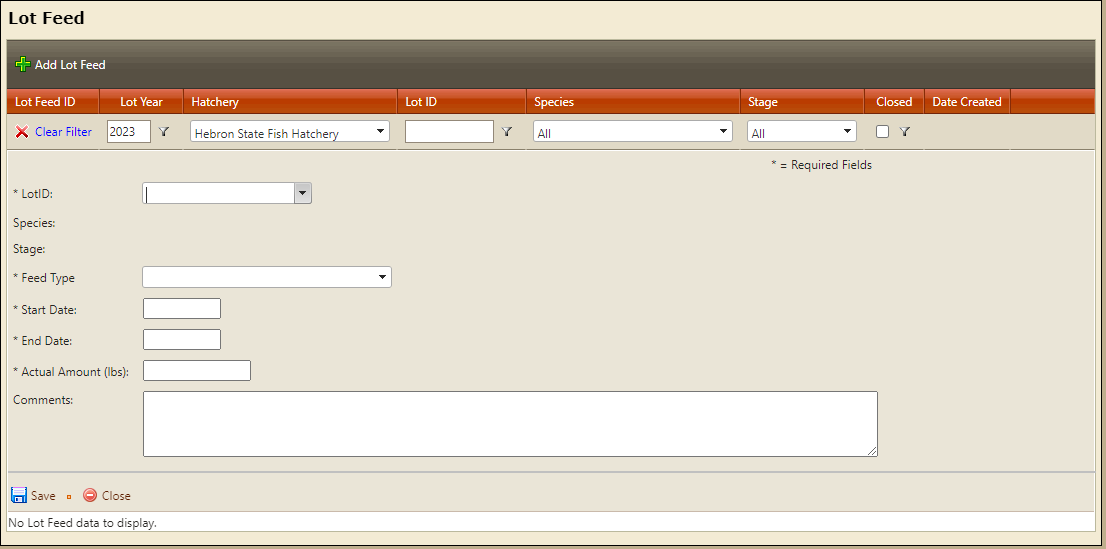 Lot Feed
Add Lot Feed
Lot Feed ID Lot Year Hatchery Lot ID Species Stage Closed Date Created
Clear Filter 2023 Hebron State Fish Hatchery All All
* = Required Fields
* LotID:
Species:
Stage:
* Feed Type
* Start Date:
* End Date:
* Actual Amount (lbs):
Comments:
Save Close
No Lot Feed data to display.